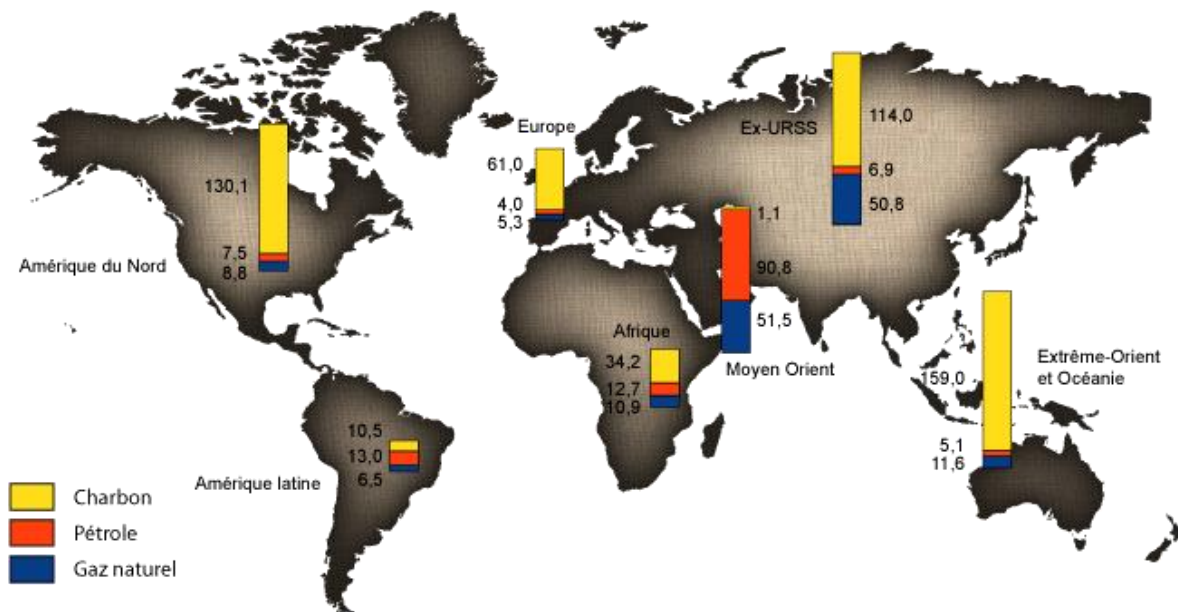 Europe
61,0
4,0
5,3
Ex-URSS
114,0
6,9
50,8
130,1
7,5
8,8
Amérique du Nord
1,1
90,8
51,5
Moyen Orient
Afrique
34,2
12,7
10,9
Extrême-Orient
et Océanie
159,0
5,1
11,6
10,5
13,0
6,5
Amérique latine
Charbon
Pétrole
Gaz naturel